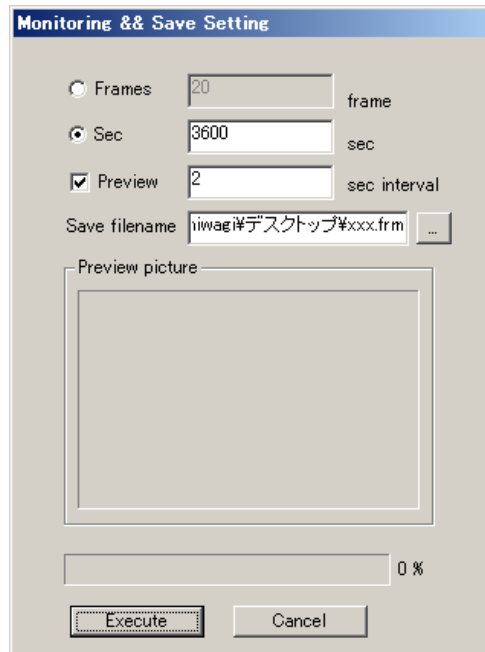 Monitoring && Save Setting
Frames 20 frame
Sec 3600 sec
Preview 2 sec interval
Save filename niwagi¥デスクトップ¥xxx.frm ...
Preview picture
0 %
Execute Cancel